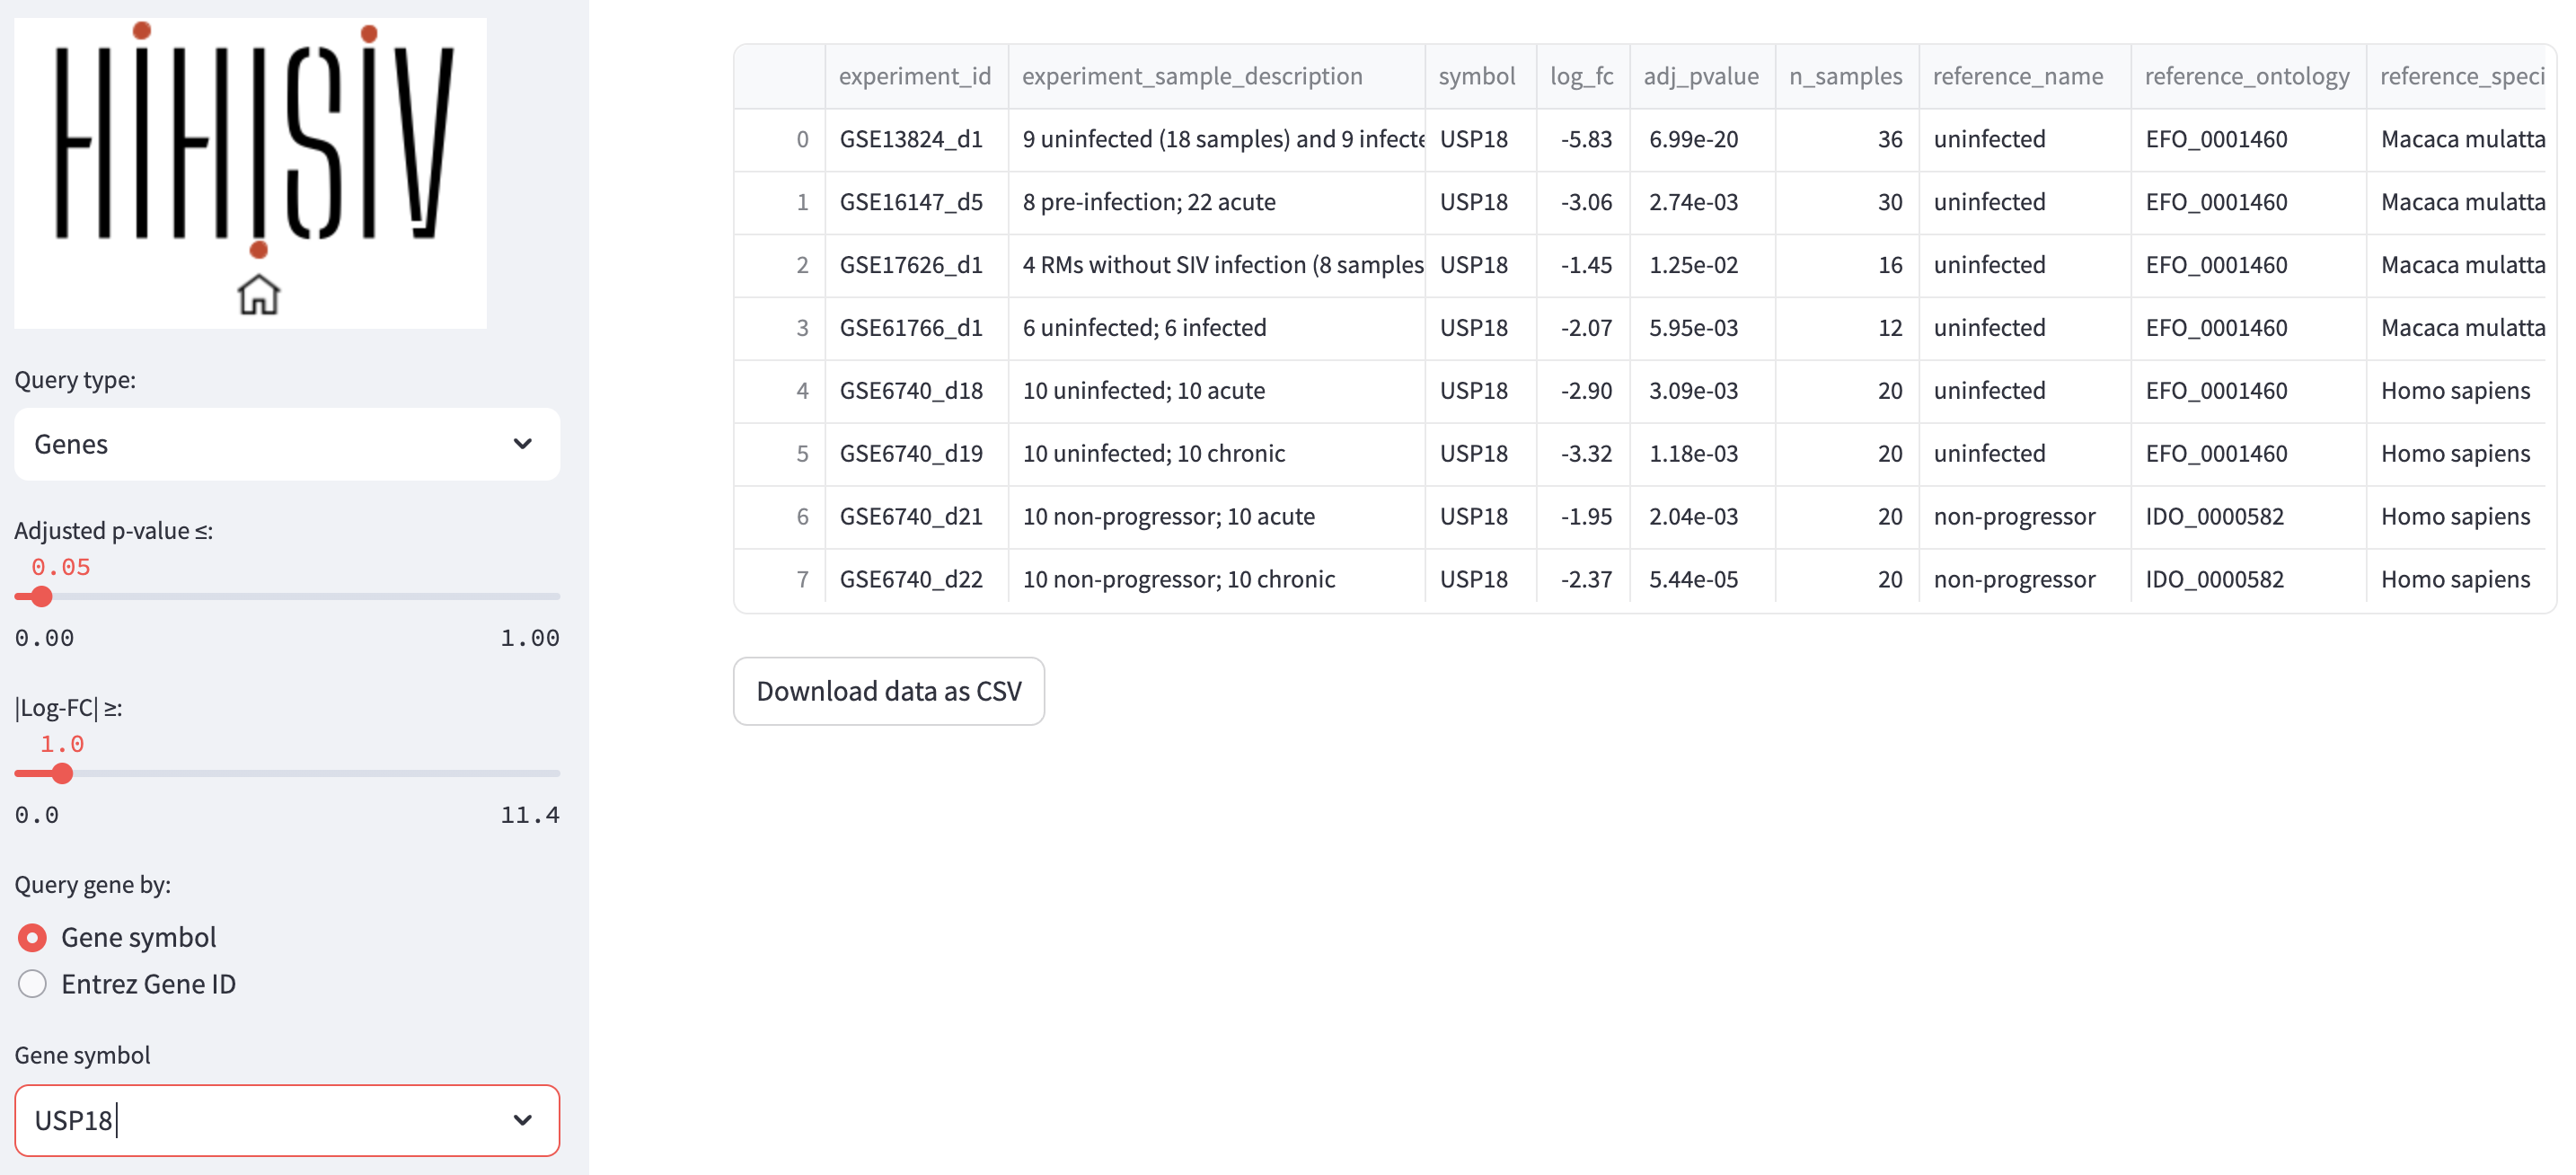 HIHISIV
Query type:
Genes
Adjusted p-value ≤:
0.05
0.00 1.00
|Log-FC| ≥:
1.0
0.0 11.4
Query gene by:
Gene symbol
Entrez Gene ID
Gene symbol
USP18
experiment_id experiment_sample_description symbol log_fc adj_pvalue n_samples reference_name reference_ontology reference_speci
0 GSE13824_d1 9 uninfected (18 samples) and 9 infecte USP18 -5.83 6.99e-20 36 uninfected EFO_0001460 Macaca mulatta
1 GSE16147_d5 8 pre-infection; 22 acute USP18 -3.06 2.74e-03 30 uninfected EFO_0001460 Macaca mulatta
2 GSE17626_d1 4 RMs without SIV infection (8 samples USP18 -1.45 1.25e-02 16 uninfected EFO_0001460 Macaca mulatta
3 GSE61766_d1 6 uninfected; 6 infected USP18 -2.07 5.95e-03 12 uninfected EFO_0001460 Macaca mulatta
4 GSE6740_d18 10 uninfected; 10 acute USP18 -2.90 3.09e-03 20 uninfected EFO_0001460 Homo sapiens
5 GSE6740_d19 10 uninfected; 10 chronic USP18 -3.32 1.18e-03 20 uninfected EFO_0001460 Homo sapiens
6 GSE6740_d21 10 non-progressor; 10 acute USP18 -1.95 2.04e-03 20 non-progressor IDO_0000582 Homo sapiens
7 GSE6740_d22 10 non-progressor; 10 chronic USP18 -2.37 5.44e-05 20 non-progressor IDO_0000582 Homo sapiens
Download data as CSV